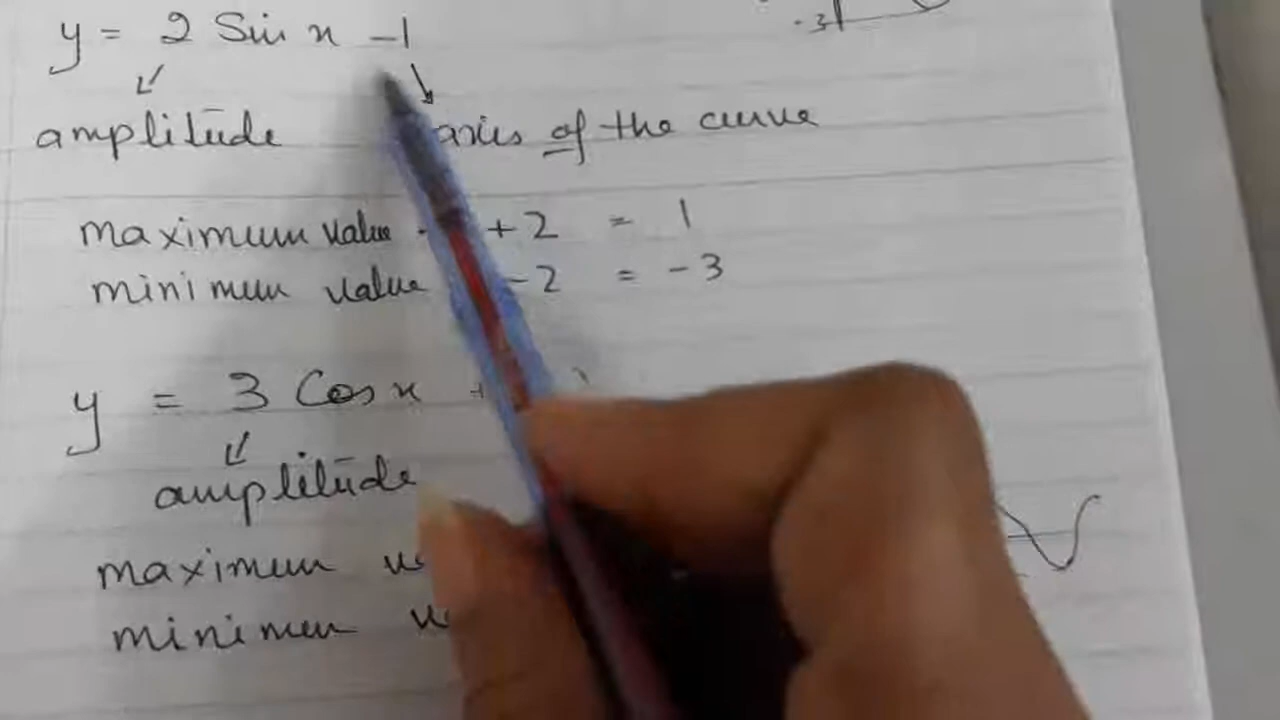 -3
y = 2 Sin x -1
amplitude axis of the curve
maximum value - +2 = 1
minimum value -2 = -3
y = 3 Cos x +
amplitude
maximum
minimum